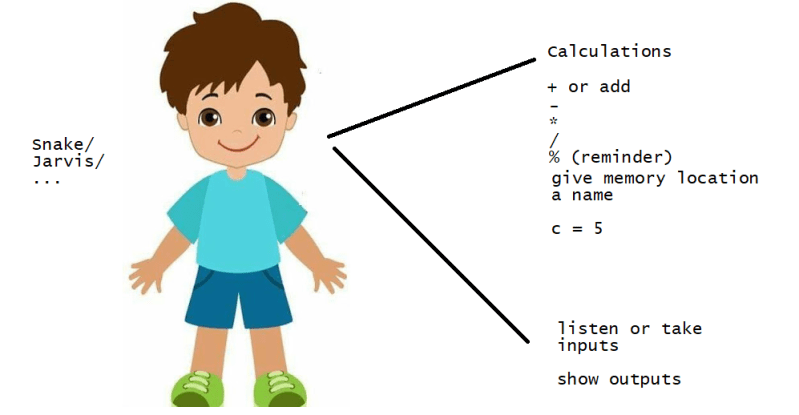 Snake/
Jarvis/
...
Calculations
+ or add
-
*
/
% (reminder)
give memory location
a name
c = 5
listen or take
inputs
show outputs